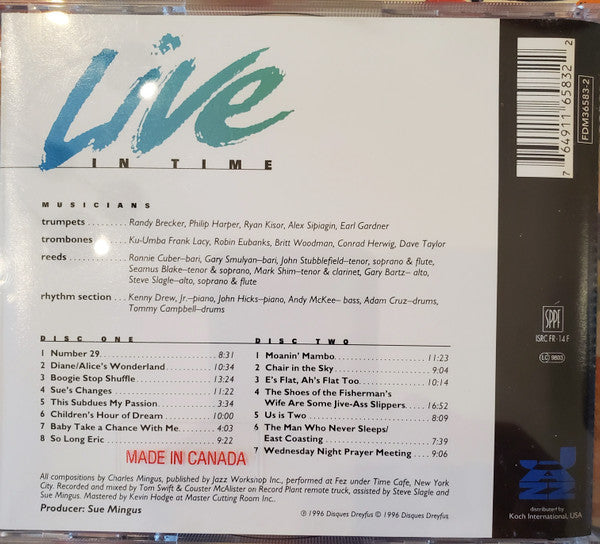 Live
IN TIME
MUSICIANS
trumpets .......... Randy Brecker, Philip Harper, Ryan Kisor, Alex Sipiagin, Earl Gardner
trombones ....... Ku-Umba Frank Lacy, Robin Eubanks, Britt Woodman, Conrad Herwig, Dave Taylor
reeds ............... Ronnie Cuber–bari, Gary Smulyan–bari, John Stubblefield–tenor, soprano & flute,
Seamus Blake–tenor & soprano, Mark Shim–tenor & clarinet, Gary Bartz– alto,
Steve Slagle–alto, soprano & flute
rhythm section ... Kenny Drew, Jr.–piano, John Hicks–piano, Andy McKee– bass, Adam Cruz–drums,
Tommy Campbell–drums
DISC ONE
1 Number 29 ........ 8:31
2 Diane/Alice's Wonderland ........ 10:34
3 Boogie Stop Shuffle ........ 13:24
4 Sue's Changes ........ 11:22
5 This Subdues My Passion ........ 3:34
6 Children's Hour of Dream ........ 10:00
7 Baby Take a Chance With Me ........ 4:03
8 So Long Eric ........ 9:22
DISC TWO
1 Moanin' Mambo ........ 11:23
2 Chair in the Sky ........ 9:04
3 E's Flat, Ah's Flat Too ........ 10:14
4 The Shoes of the Fisherman's
Wife Are Some Jive-Ass Slippers ........ 16:52
5 Us is Two ........ 8:09
6 The Man Who Never Sleeps/
East Coasting ........ 7:39
7 Wednesday Night Prayer Meeting ........ 9:06
MADE IN CANADA
All compositions by Charles Mingus, published by Jazz Workshop Inc., performed at Fez under Time Cafe, New York
City. Recorded and mixed by Tom Swift & Couster McAlister on Record Plant remote truck, assisted by Steve Slagle and
Sue Mingus. Mastered by Kevin Hodge at Master Cutting Room Inc..
Producer: Sue Mingus
℗ 1996 Disques Dreyfus © 1996 Disques Dreyfus
7 64911 65832 2
FDM36583-2
SPPF
ISRC FR-14 F
LC 9803
distributed by
Koch International, USA